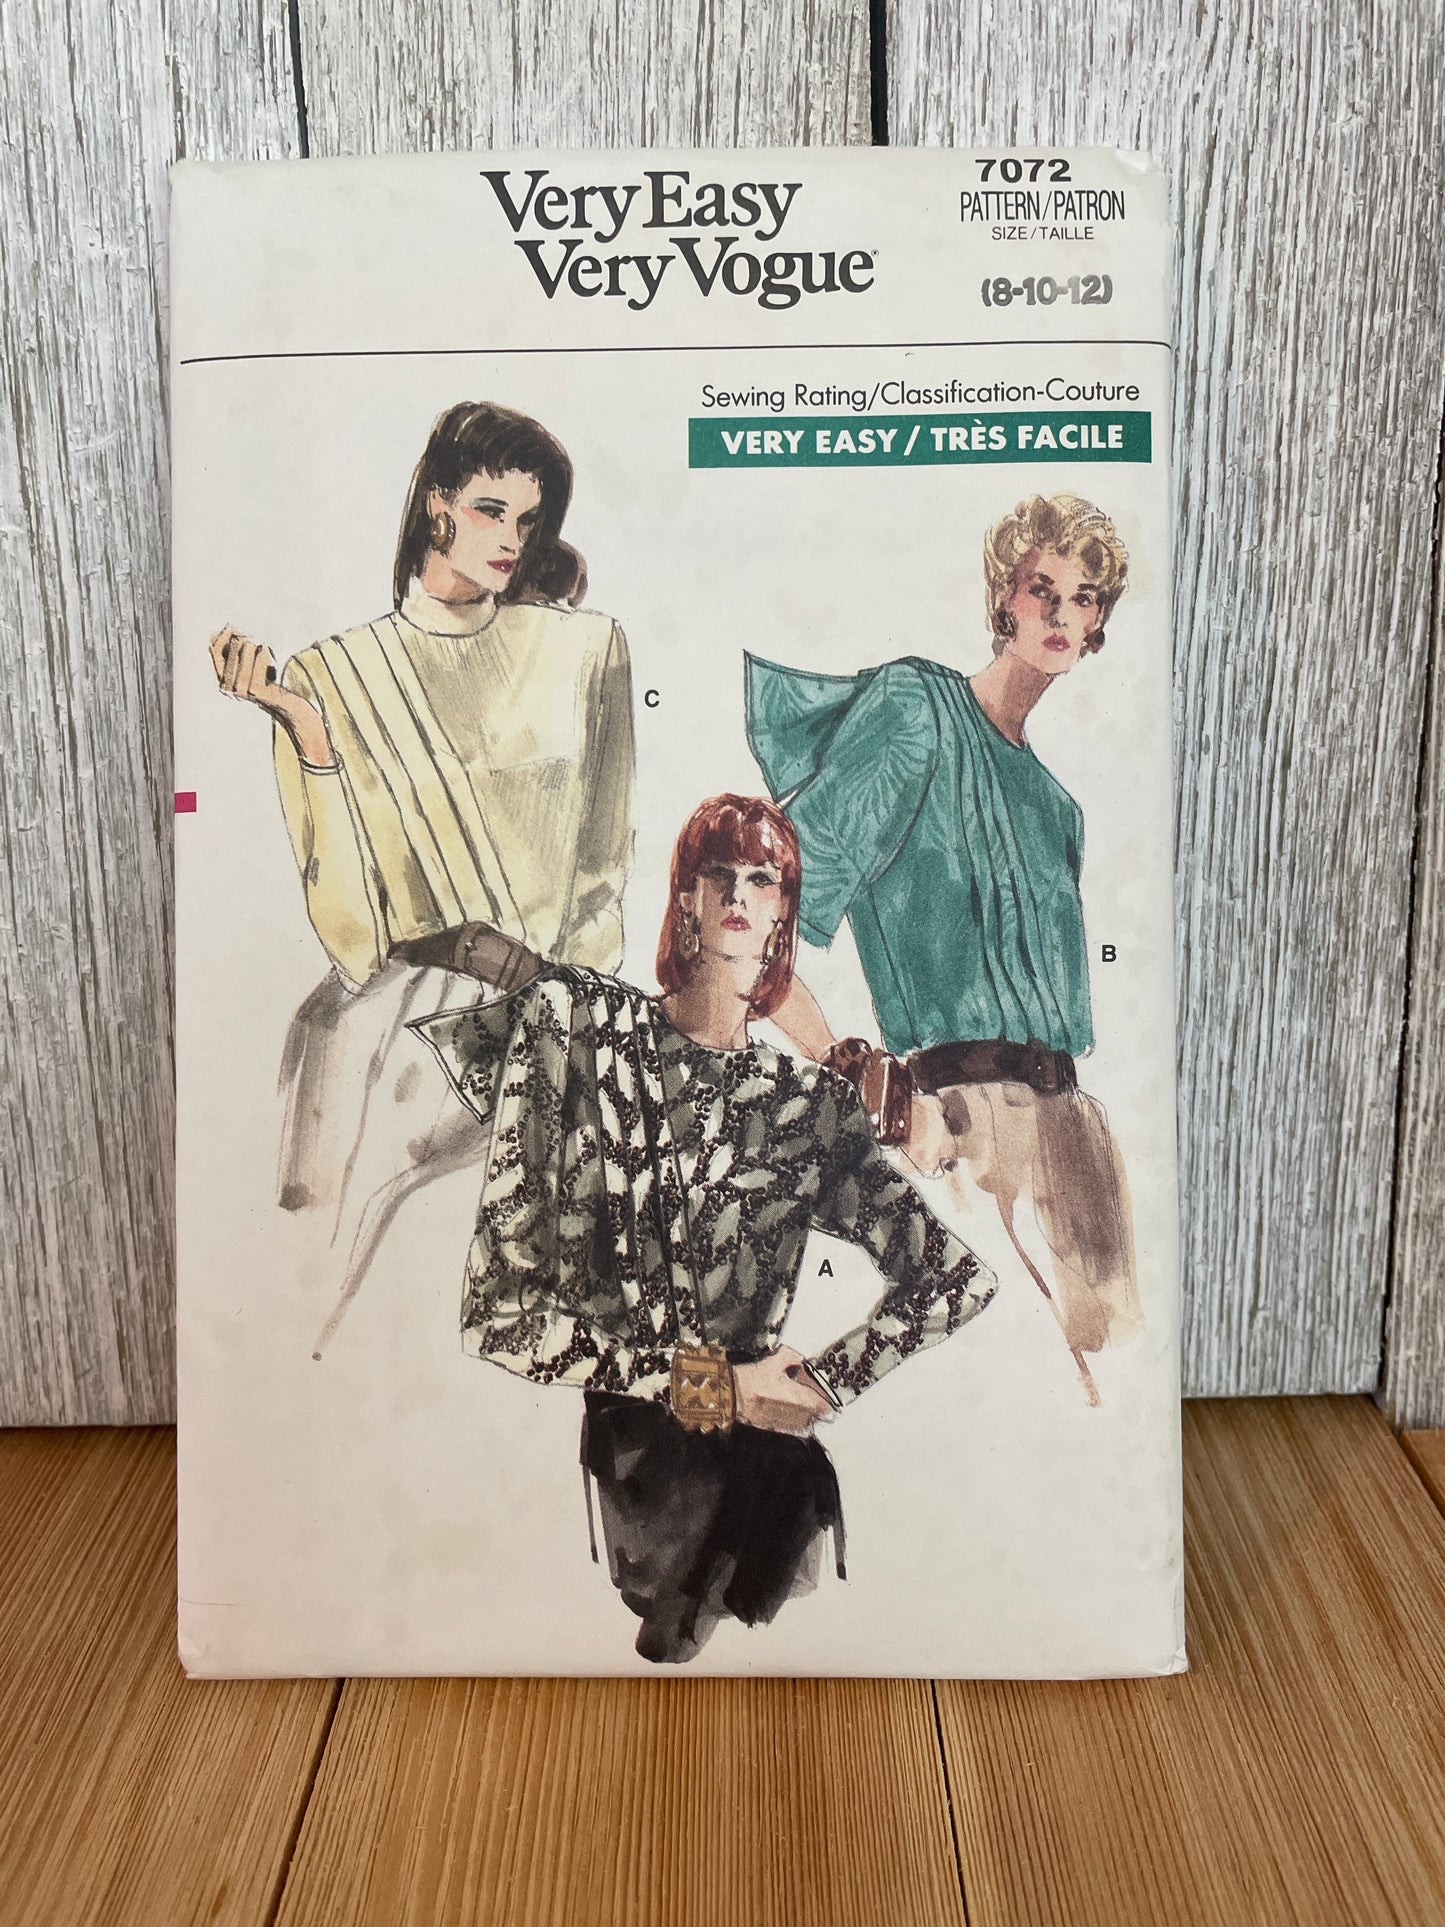 Very Easy
Very Vogue
7072
PATTERN/PATRON
SIZE/TAILLE
(8-10-12)
Sewing Rating/Classification-Couture
VERY EASY / TRÈS FACILE
C
B
A